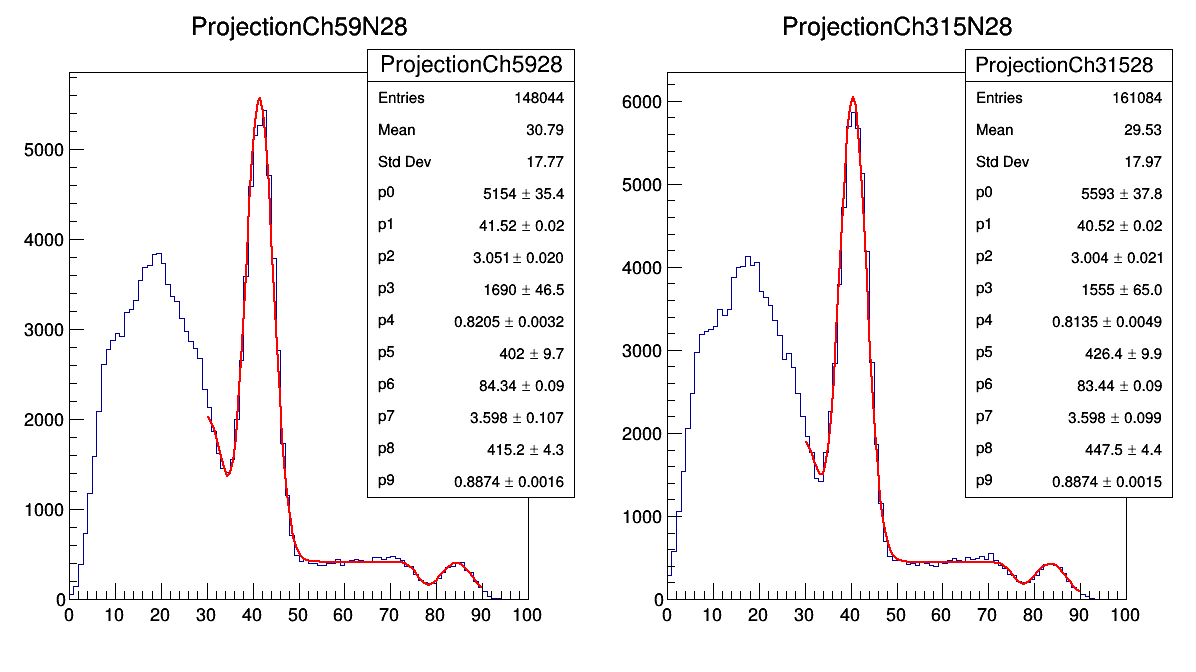 ProjectionCh59N28
ProjectionCh5928
Entries 148044
Mean 30.79
Std Dev 17.77
p0 5154 ± 35.4
p1 41.52 ± 0.02
p2 3.051 ± 0.020
p3 1690 ± 46.5
p4 0.8205 ± 0.0032
p5 402 ± 9.7
p6 84.34 ± 0.09
p7 3.598 ± 0.107
p8 415.2 ± 4.3
p9 0.8874 ± 0.0016
5000
4000
3000
2000
1000
0
0 10 20 30 40 50 60 70 80 90 100
ProjectionCh315N28
ProjectionCh31528
Entries 161084
Mean 29.53
Std Dev 17.97
p0 5593 ± 37.8
p1 40.52 ± 0.02
p2 3.004 ± 0.021
p3 1555 ± 65.0
p4 0.8135 ± 0.0049
p5 426.4 ± 9.9
p6 83.44 ± 0.09
p7 3.598 ± 0.099
p8 447.5 ± 4.4
p9 0.8874 ± 0.0015
6000
5000
4000
3000
2000
1000
0
0 10 20 30 40 50 60 70 80 90 100